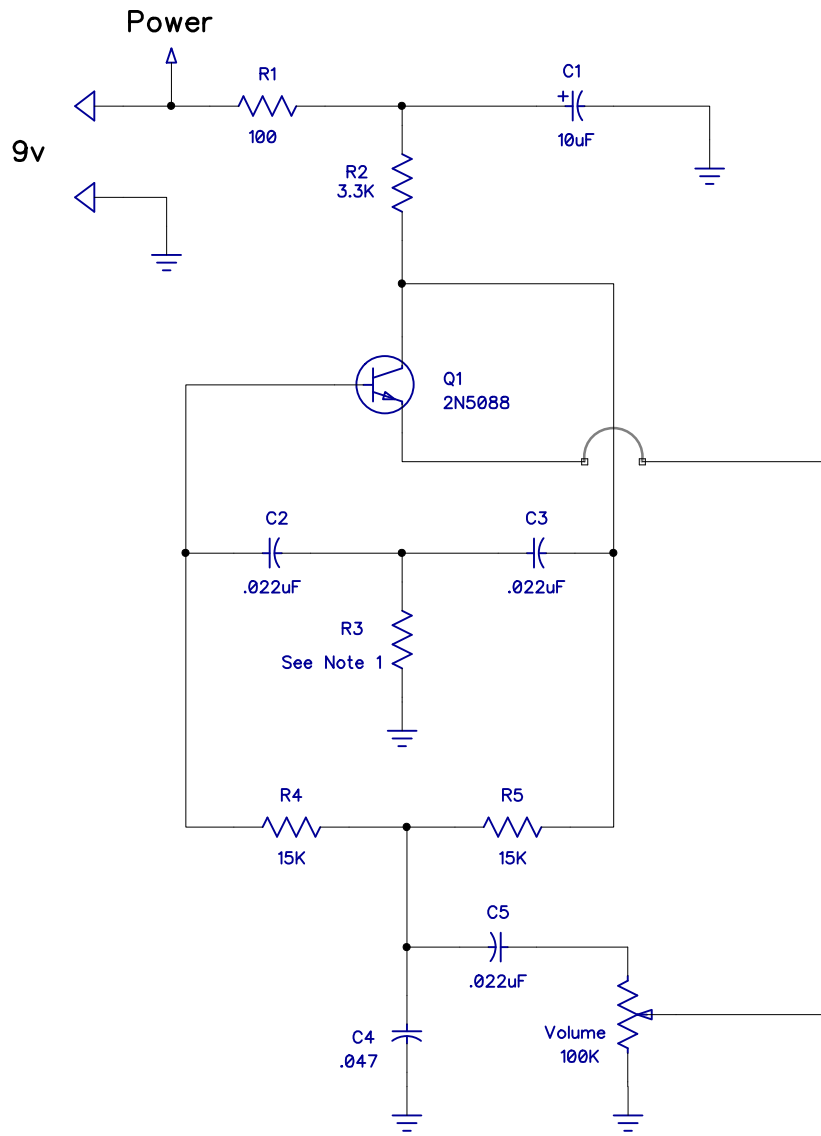 Power
R1
100
C1
+
10uF
9v
R2
3.3K
Q1
2N5088
C2
.022uF
C3
.022uF
R3
See Note 1
R4
15K
R5
15K
C5
.022uF
C4
.047
Volume
100K